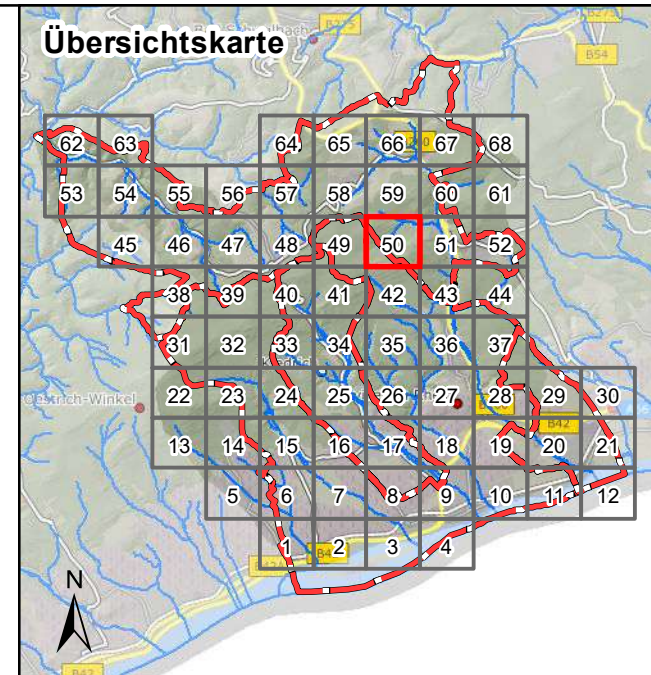 Übersichtskarte
B275
B54
62 63 64 65 66 67 68
53 54 55 56 57 58 59 60 61
45 46 47 48 49 50 51 52
38 39 40 41 42 43 44
31 32 33 34 35 36 37
Oestrich-Winkel
22 23 24 25 26 27 28 29 30
B42
13 14 15 16 17 18 19 20 21
5 6 7 8 9 10 11 12
1 2 3 4
N
B42